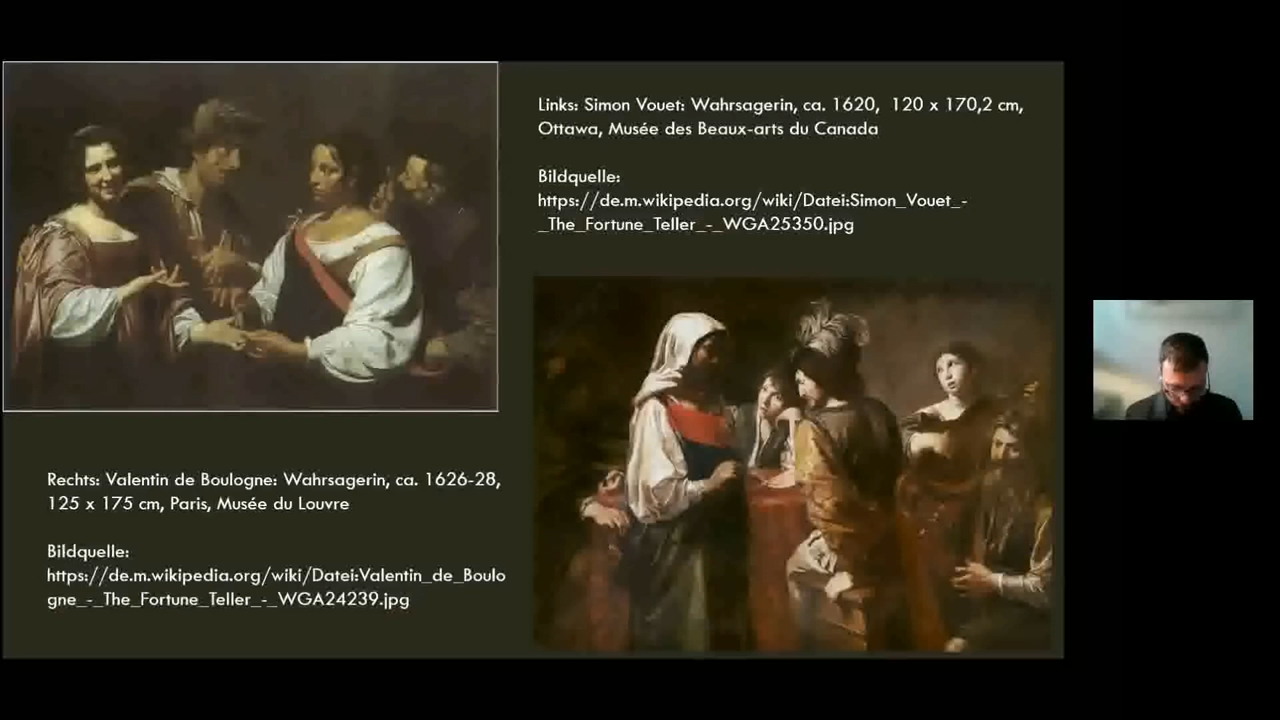 Links: Simon Vouet: Wahrsagerin, ca. 1620, 120 x 170,2 cm,
Ottawa, Musée des Beaux-arts du Canada
Bildquelle:
https://de.m.wikipedia.org/wiki/Datei:Simon_Vouet_-
_The_Fortune_Teller_-_WGA25350.jpg
Rechts: Valentin de Boulogne: Wahrsagerin, ca. 1626-28,
125 x 175 cm, Paris, Musée du Louvre
Bildquelle:
https://de.m.wikipedia.org/wiki/Datei:Valentin_de_Boulo
gne_-_The_Fortune_Teller_-_WGA24239.jpg